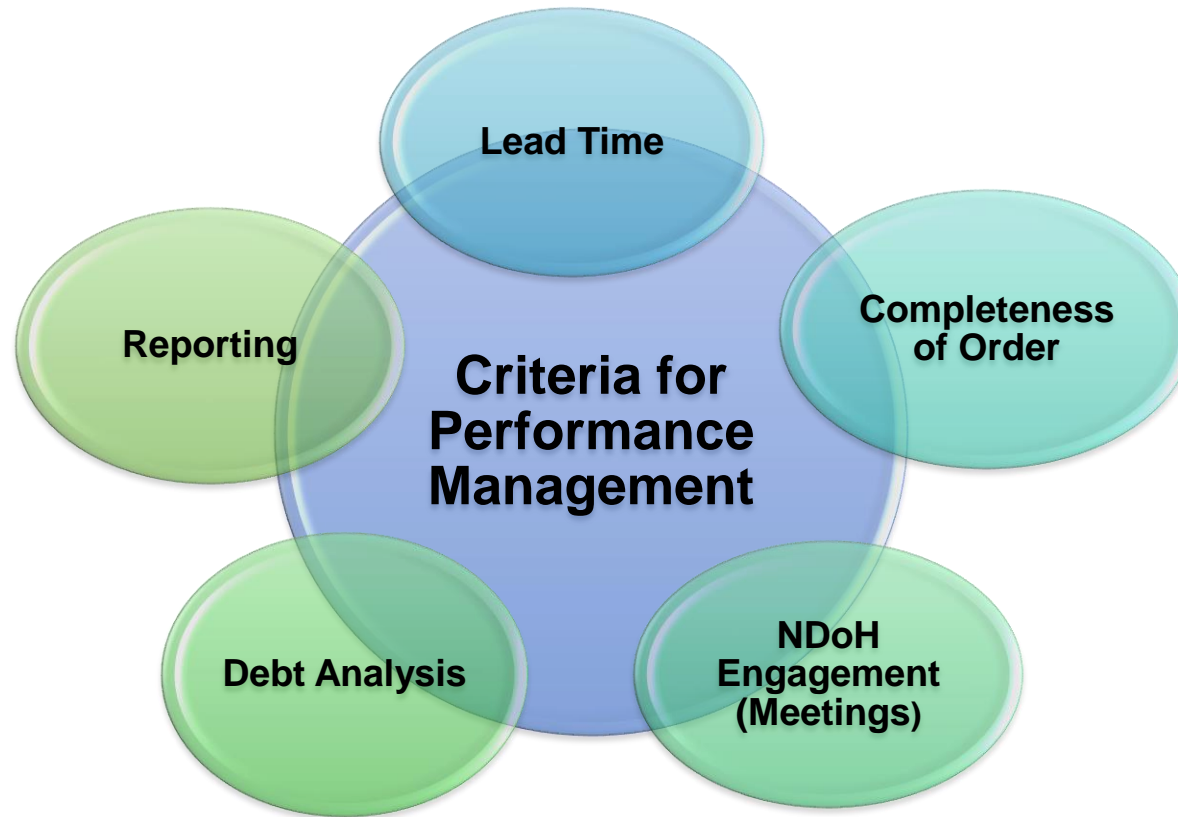 Lead Time
Completeness
of Order
Reporting
Criteria for
Performance
Management
NDoH
Engagement
(Meetings)
Debt Analysis